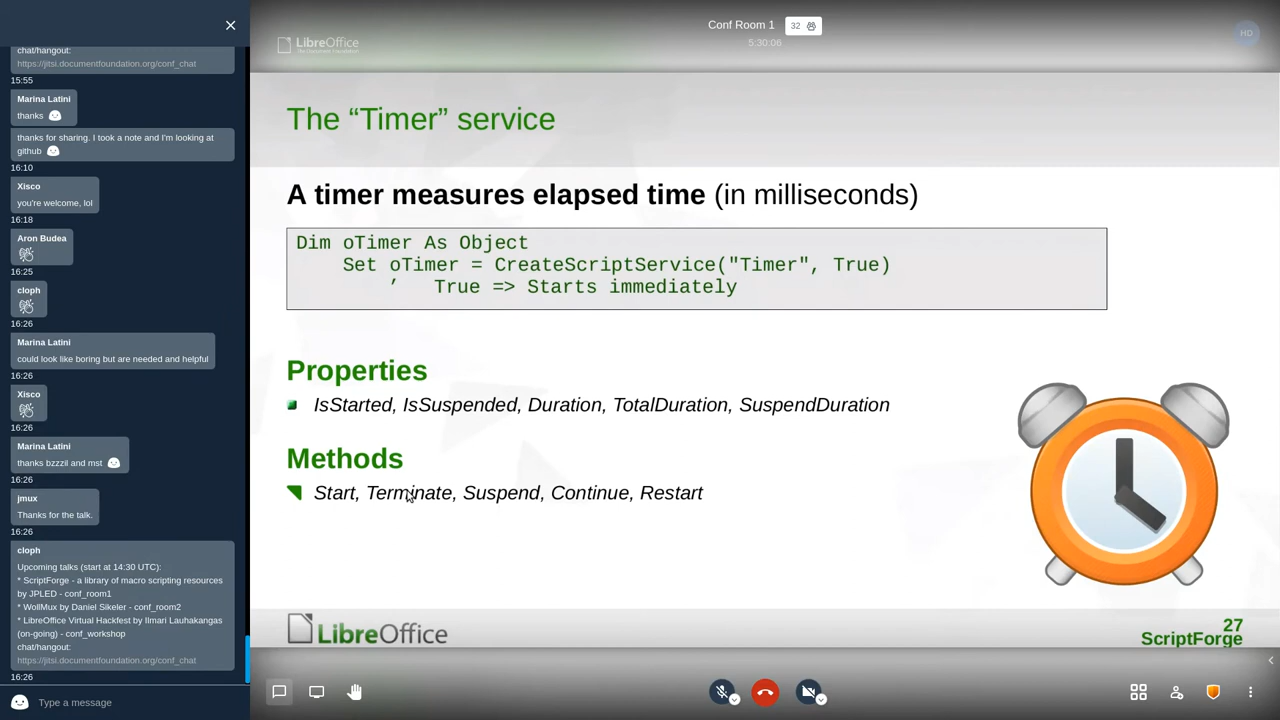 chat/hangout:
https://jitsi.documentfoundation.org/conf_chat
15:55
Marina Latini
thanks
thanks for sharing. I took a note and I'm looking at
github
16:10
Xisco
you're welcome, lol
16:18
Aron Budea
16:25
cloph
16:26
Marina Latini
could look like boring but are needed and helpful
16:26
Xisco
16:26
Marina Latini
thanks bzzzil and mst
16:26
jmux
Thanks for the talk.
16:26
cloph
Upcoming talks (start at 14:30 UTC):
* ScriptForge - a library of macro scripting resources
by JPLED - conf_room1
* WollMux by Daniel Sikeler - conf_room2
* LibreOffice Virtual Hackfest by Ilmari Lauhakangas
(on-going) - conf_workshop
chat/hangout:
https://jitsi.documentfoundation.org/conf_chat
16:26
Type a message
Conf Room 1
32
5:30:06
HD
LibreOffice
The Document Foundation
The “Timer” service
A timer measures elapsed time (in milliseconds)
Dim oTimer As Object
Set oTimer = CreateScriptService("Timer", True)
’ True => Starts immediately
Properties
IsStarted, IsSuspended, Duration, TotalDuration, SuspendDuration
Methods
Start, Terminate, Suspend, Continue, Restart
LibreOffice
27
ScriptForge